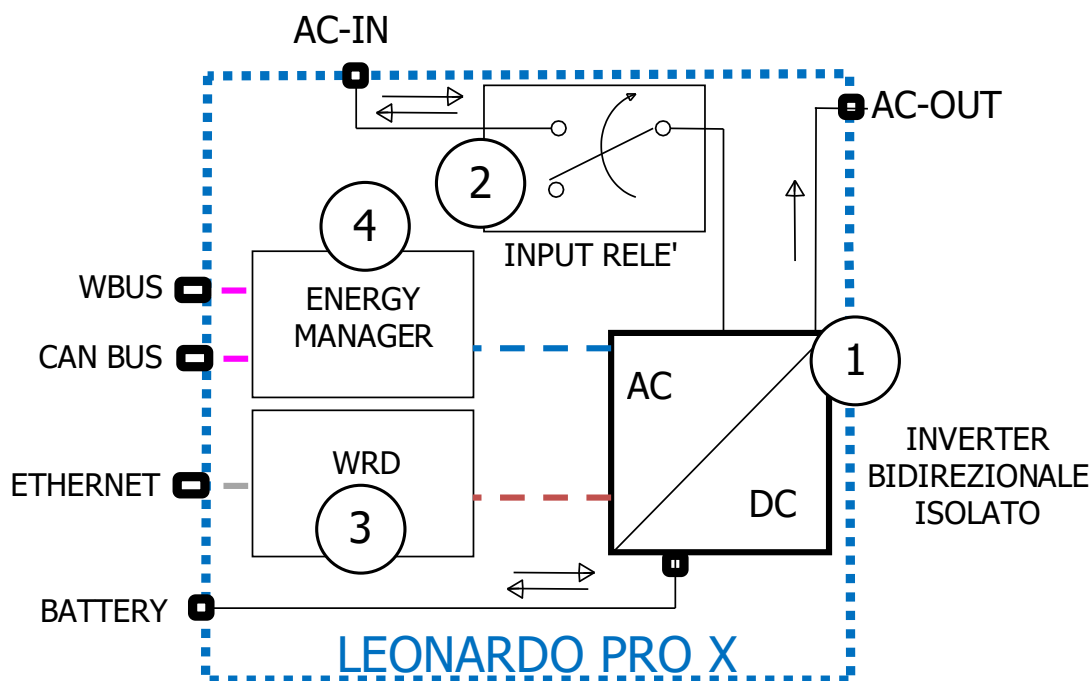 AC-IN
AC-OUT
2
INPUT RELE'
4
WBUS
ENERGY
MANAGER
CAN BUS
1
AC
DC
INVERTER
BIDIREZIONALE
ISOLATO
ETHERNET
WRD
3
BATTERY
LEONARDO PRO X